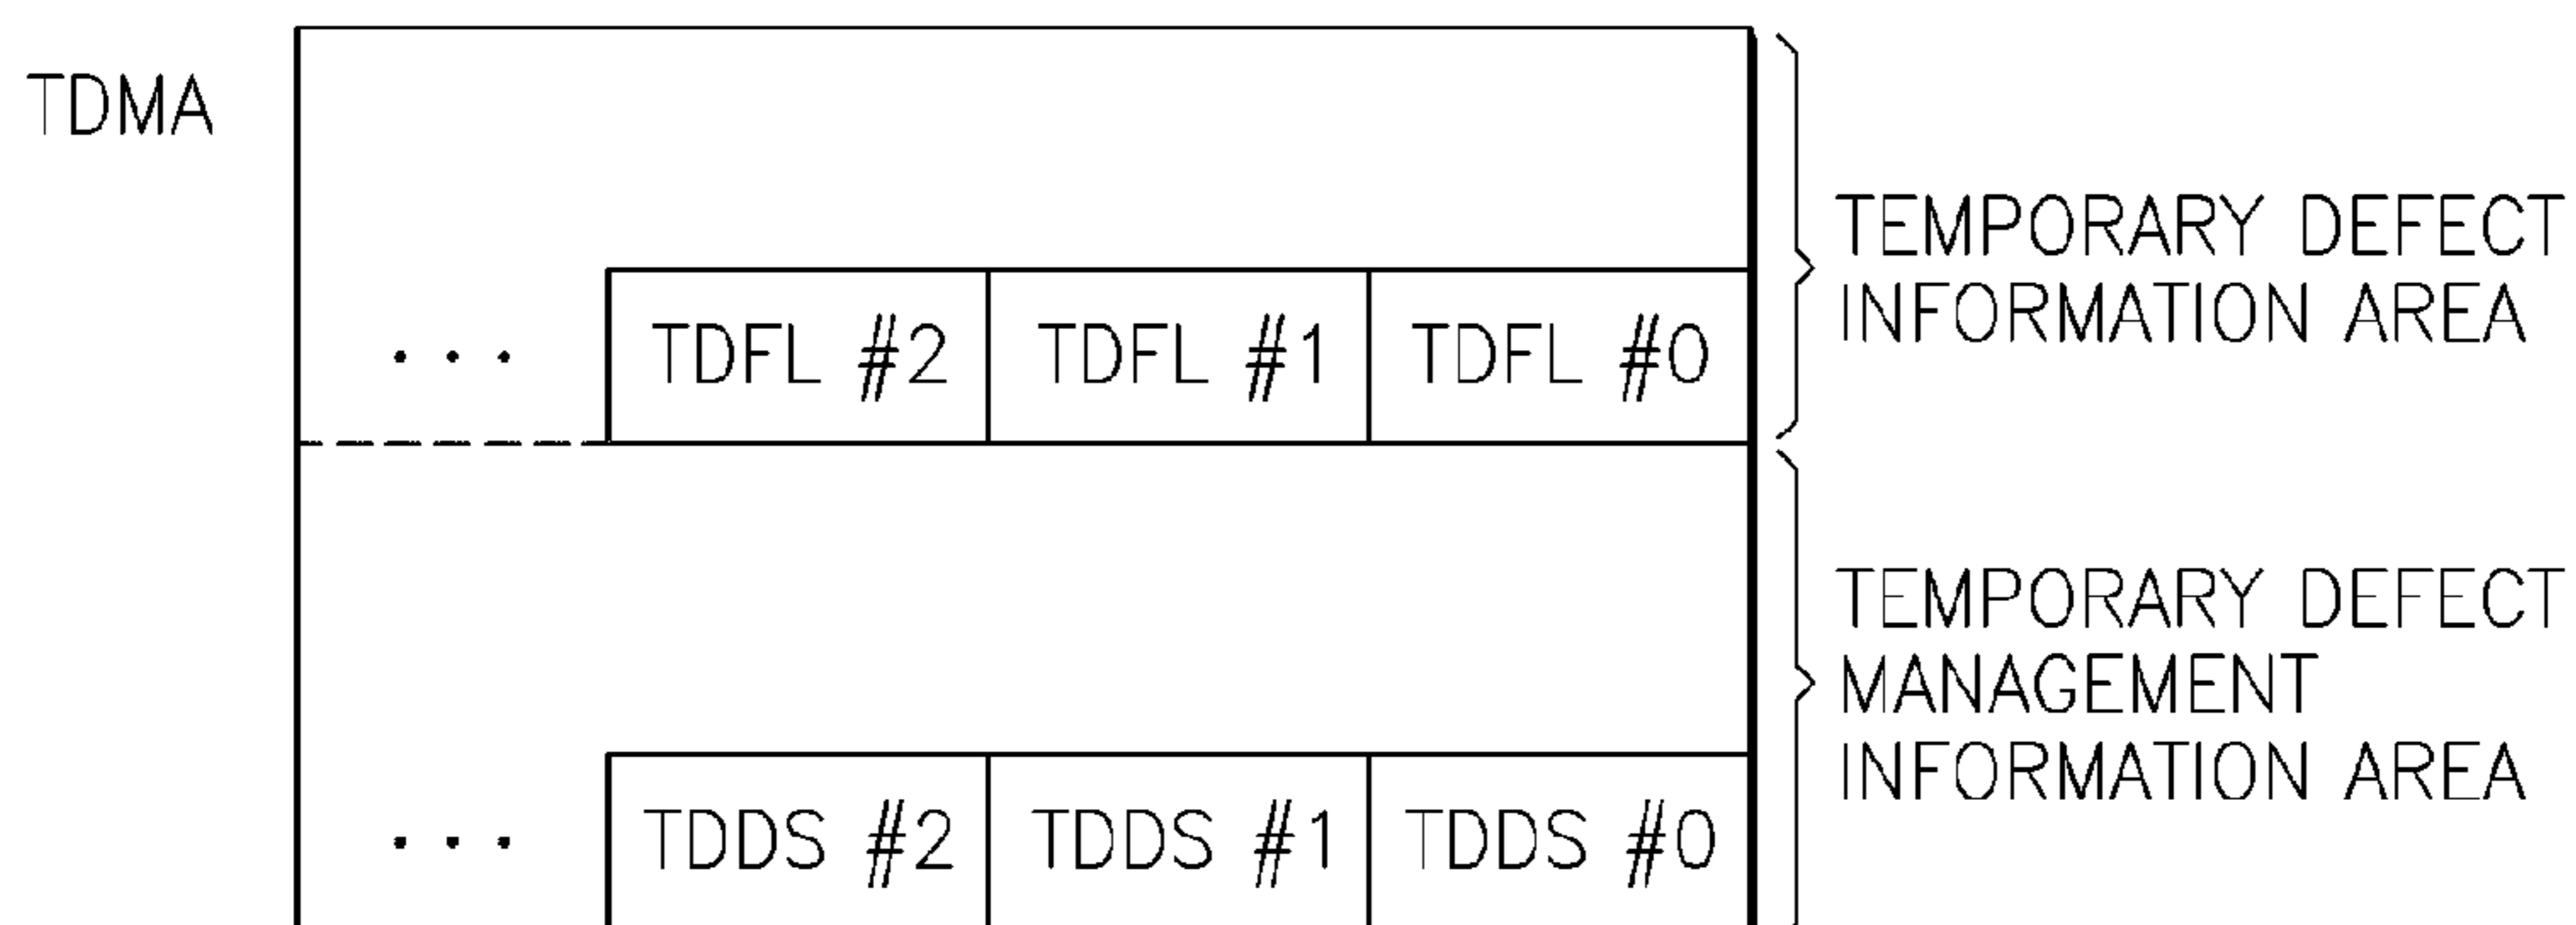 TDMA
TEMPORARY DEFECT
INFORMATION AREA
... TDFL #2 TDFL #1 TDFL #0
TEMPORARY DEFECT
MANAGEMENT
INFORMATION AREA
... TDDS #2 TDDS #1 TDDS #0